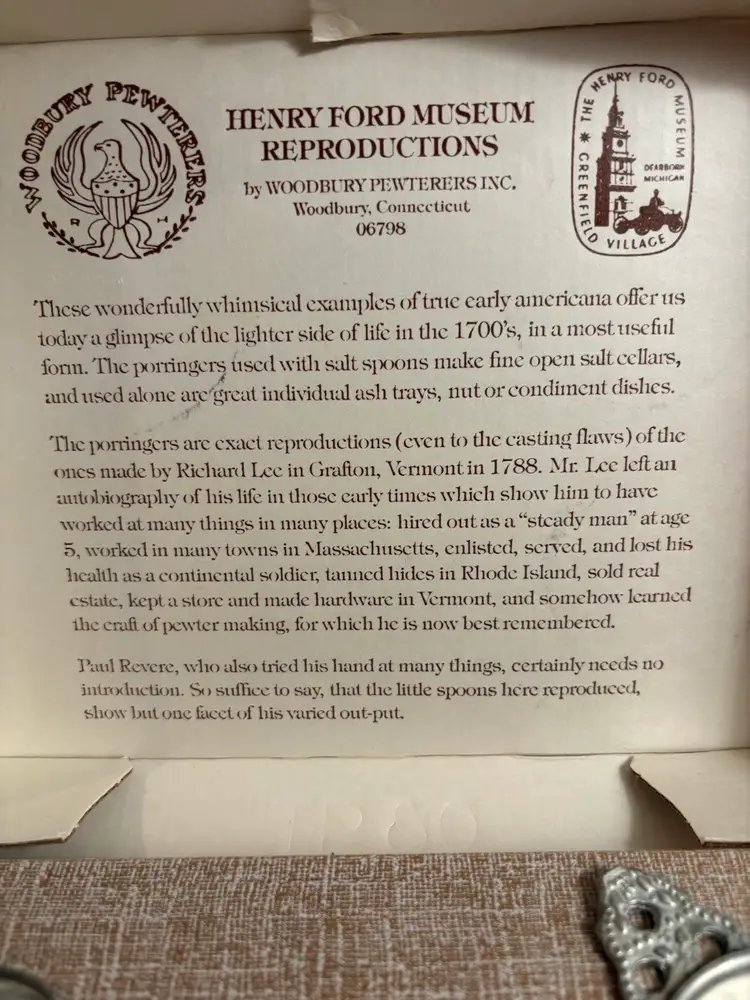 WOODBURY PEWTERERS
R H
HENRY FORD MUSEUM
REPRODUCTIONS
by WOODBURY PEWTERERS INC.
Woodbury, Connecticut
06798
THE HENRY FORD MUSEUM
DEARBORN
MICHIGAN
GREENFIELD VILLAGE
These wonderfully whimsical examples of true early americana offer us
today a glimpse of the lighter side of life in the 1700's, in a most useful
form. The porringers used with salt spoons make fine open salt cellars,
and used alone are great individual ash trays, nut or condiment dishes.
The porringers are exact reproductions (even to the casting flaws) of the
ones made by Richard Lee in Grafton, Vermont in 1788. Mr. Lee left an
autobiography of his life in those early times which show him to have
worked at many things in many places: hired out as a “steady man” at age
5, worked in many towns in Massachusetts, enlisted, served, and lost his
health as a continental soldier, tanned hides in Rhode Island, sold real
estate, kept a store and made hardware in Vermont, and somehow learned
the craft of pewter making, for which he is now best remembered.
Paul Revere, who also tried his hand at many things, certainly needs no
introduction. So suffice to say, that the little spoons here reproduced,
show but one facet of his varied out-put.